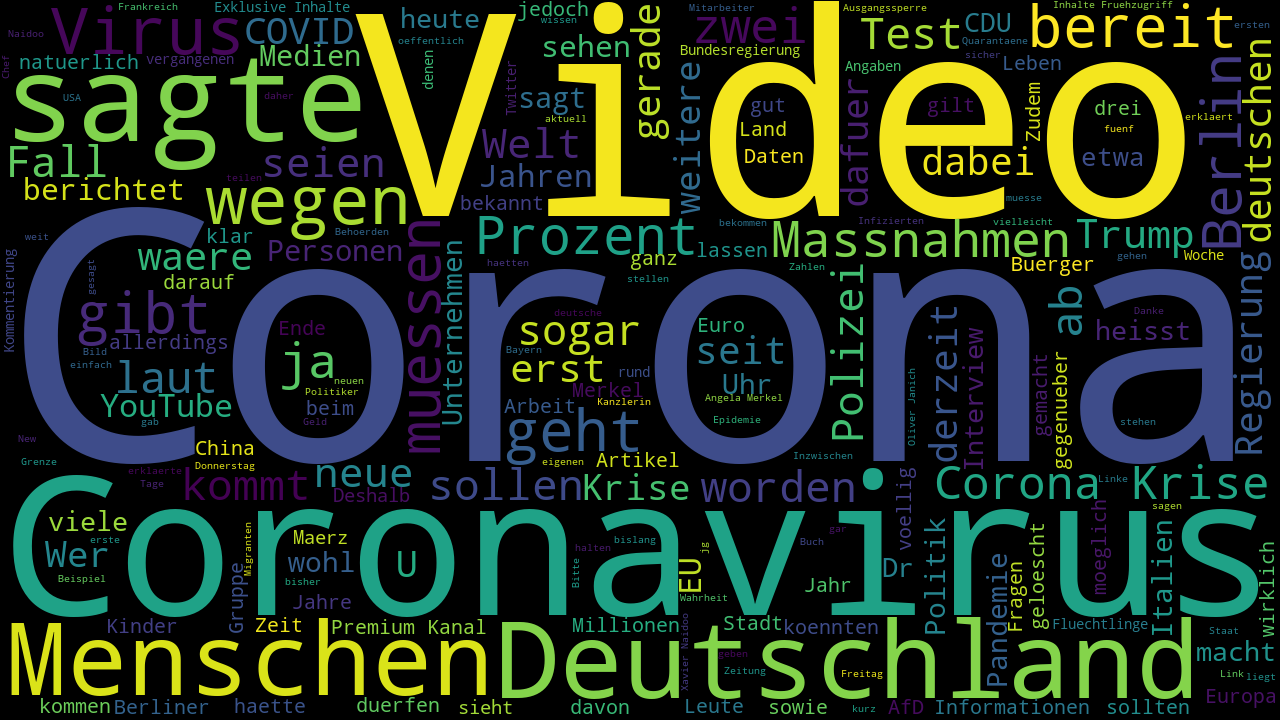 Frankreich
Exklusive Inhalte
jedoch
Mitarbeiter
Ausgangssperre
Inhalte Fruehzugriff
Naidoo
Virus
COVID
heute
wissen
zwei
Test
CDU
bereit
ersten
natuerlich
vergangenen
Medien
oeffentlich
sehen
gerade
Bundesregierung
Quarantaene
sicher
Leben
Chef
sagte
Video
denen
Twitter
Angaben
USA
daher
sagt
aktuell
weitere
gut
dafuer
gilt
Zudem
drei
erklaert
Berlin
deutschen
Land
fuenf
Fall
seien
Welt
Daten
dabei
etwa
berichtet
teilen
wegen
Jahren
bekannt
muesse
weit
klar
Behoerden
muessen
Prozent
bekommen
Infizierten
vielleicht
Massnahmen
Trump
Kommentierung
waere
Personen
Unternehmen
ganz
lassen
Buerger
gehen
Woche
gesagt
darauf
haetten
stellen
Zahlen
Polizei
ab
Regierung
Corona
gibt
allerdings
Ende
deutsche
sogar
Euro
derzeit
Danke
heisst
Bild
einfach
ja
Bayern
erst
seit
Interview
laut
neuen
Politiker
rund
Uhr
Oliver Janich
gemacht
gegenueber
YouTube
beim
Arbeit
Merkel
Kanzlerin
Angela Merkel
gab
Geld
geht
Epidemie
stehen
New
China
Grenze
Donnerstag
eigenen
Artikel
Inzwischen
erklaerte
Tage
kommt
neue
Deshalb
sollen
Krise
worden
voellig
Corona Krise
Linke
Coronavirus
viele
erste
Wer
Beispiel
Migranten
Maerz
wohl
bisher
U
halten
bislang
Bitte
EU
jg
Wahrheit
Buch
gar
Jahr
Dr
Politik
Pandemie
Fragen
geloescht
moeglich
Italien
sagen
wirklich
Gruppe
Jahre
Kinder
Zeit
Premium Kanal
Millionen
Stadt
koennten
Fluechtlinge
Staat
Menschen
Deutschland
Xavier Naidoo
geben
Zeitung
Freitag
macht
Link
liegt
kommen
Berliner
haette
duerfen
sieht
davon
Leute
sowie
kurz
AfD
Informationen
sollten
Europa